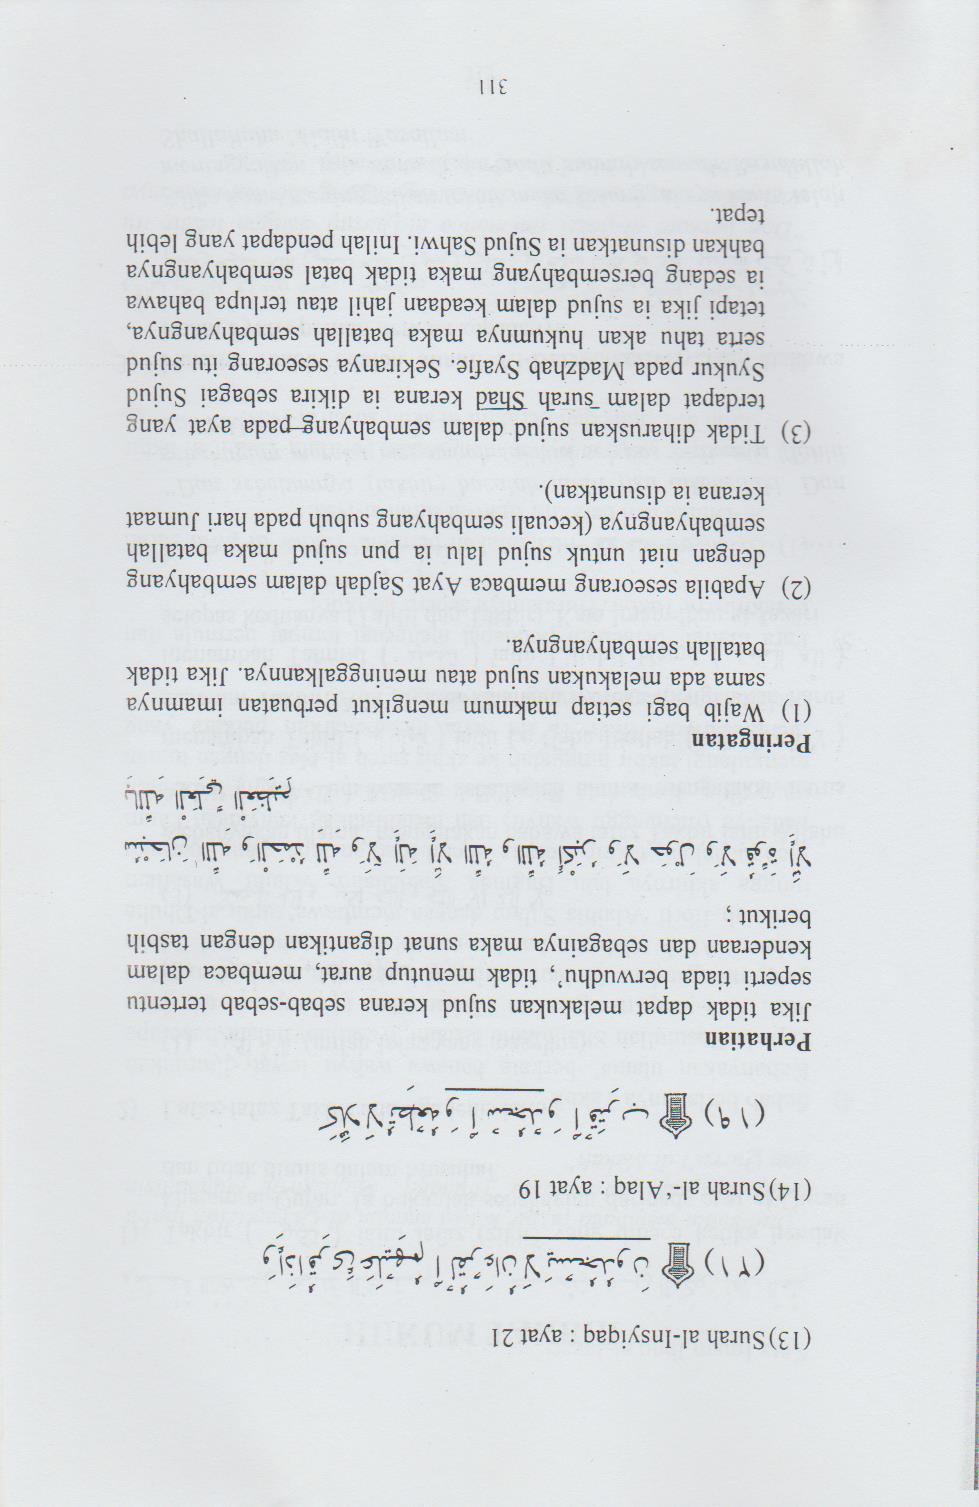 (13) Surah al-Insyiqaq : ayat 21
وَإِذَا قُرِئَ عَلَيْهِمُ ٱلْقُرْءَانُ لَا يَسْجُدُونَ ۩ (٢١)
(14) Surah al-‘Alaq : ayat 19
كَلَّا لَا تُطِعْهُ وَٱسْجُدْ وَٱقْتَرِب ۩ (١٩)
Perhatian
Jika tidak dapat melakukan sujud kerana sebab-sebab tertentu
seperti tiada berwudhu’, tidak menutup aurat, membaca dalam
kenderaan dan sebagainya maka sunat digantikan dengan tasbih
berikut ;
سُبْحَانَ اللَّهِ وَالْحَمْدُ لِلَّهِ وَلَآ إِلَهَ إِلَّا اللَّهُ وَاللَّهُ أَكْبَرُ وَلَا حَوْلَ وَلَا قُوَّةَ إِلَّا
بِاللَّهِ الْعَلِيِّ الْعَظِيمِ
Peringatan
(1) Wajib bagi setiap makmum mengikut perbuatan imamnya
sama ada melakukan sujud atau meninggalkannya. Jika tidak
batallah sembahyangnya.
(2) Apabila seseorang membaca Ayat Sajdah dalam sembahyang
dengan niat untuk sujud lalu ia pun sujud maka batallah
sembahyangnya (kecuali sembahyang subuh pada hari Jumaat
kerana ia disunatkan).
(3) Tidak diharuskan sujud dalam sembahyang pada ayat yang
terdapat dalam surah Shad kerana ia dikira sebagai Sujud
Syukur pada Madzhab Syafie. Sekiranya seseorang itu sujud
serta tahu akan hukumnya maka batallah sembahyangnya,
tetapi jika ia sujud dalam keadaan jahil atau terlupa bahawa
ia sedang bersembahyang maka tidak batal sembahyangnya
bahkan disunatkan ia Sujud Sahwi. Inilah pendapat yang lebih
tepat.
311